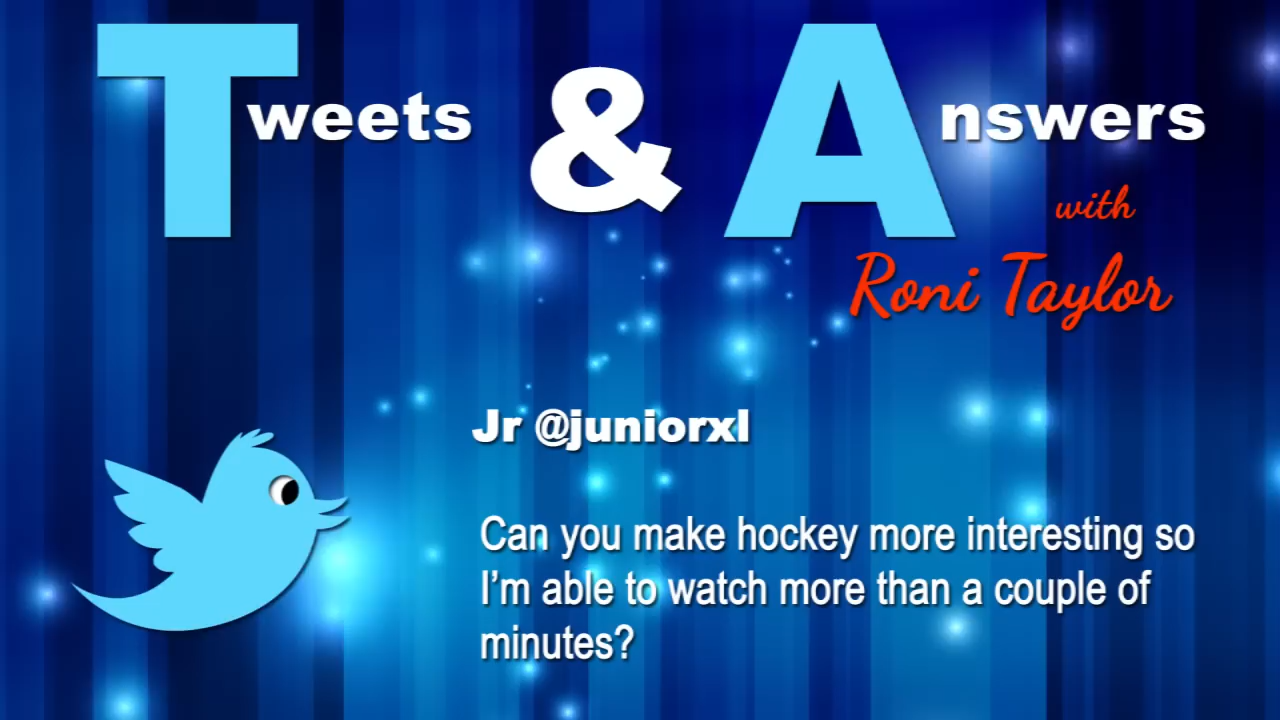 Tweets & Answers
with
Roni Taylor
Jr @juniorxl
Can you make hockey more interesting so
I'm able to watch more than a couple of
minutes?